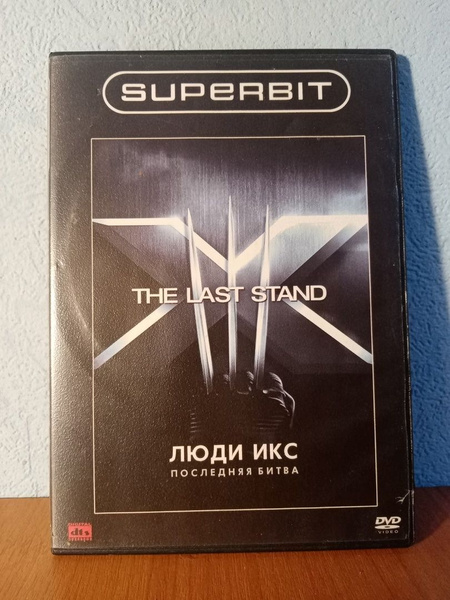 SUPERBIT
THE LAST STAND
ЛЮДИ ИКС
ПОСЛЕДНЯЯ БИТВА
dts
DVD
VIDEO